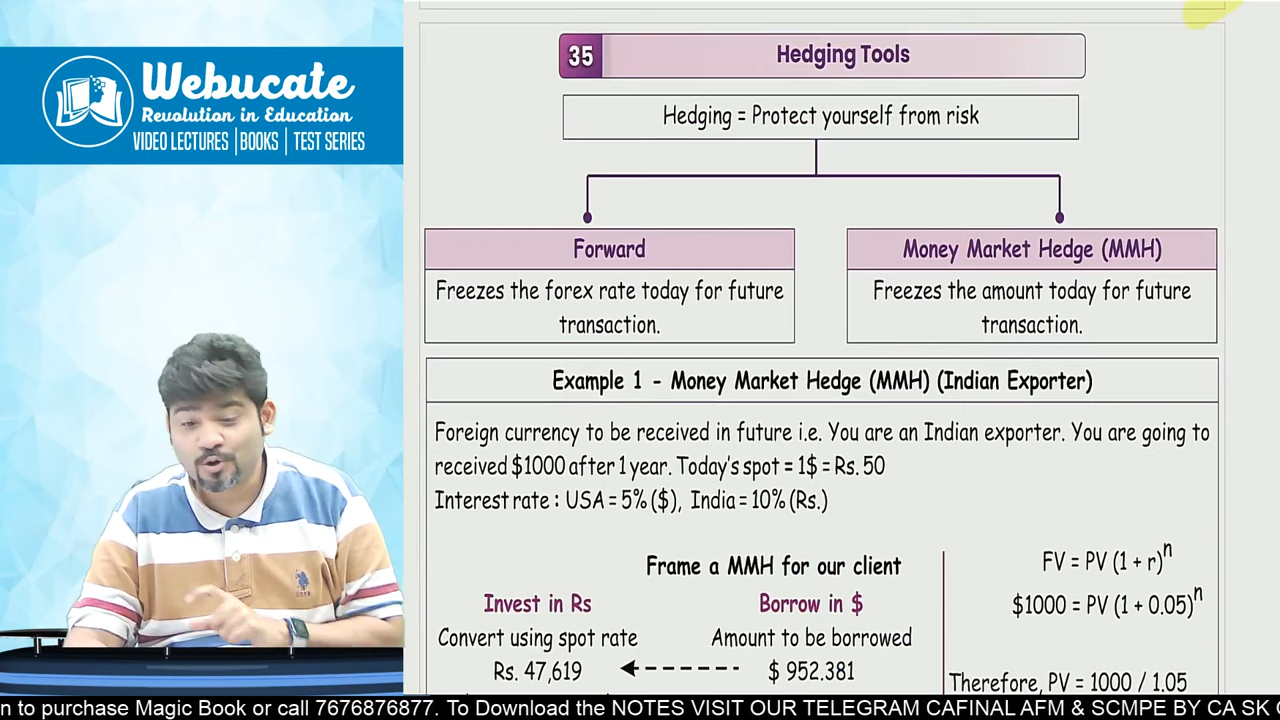 Webucate
Revolution in Education
VIDEO LECTURES | BOOKS | TEST SERIES
35
Hedging Tools
Hedging = Protect yourself from risk
Forward
Freezes the forex rate today for future
transaction.
Money Market Hedge (MMH)
Freezes the amount today for future
transaction.
Example 1 - Money Market Hedge (MMH) (Indian Exporter)
Foreign currency to be received in future i.e. You are an Indian exporter. You are going to
received $1000 after 1 year. Today's spot = 1$ = Rs. 50
Interest rate : USA = 5% ($), India = 10% (Rs.)
Frame a MMH for our client
Invest in Rs
Borrow in $
Convert using spot rate
Amount to be borrowed
Rs. 47,619
$ 952.381
FV = PV (1 + r)^n
$1000 = PV (1 + 0.05)^n
Therefore, PV = 1000 / 1.05
n to purchase Magic Book or call 7676876877. To Download the NOTES VISIT OUR TELEGRAM CAFINAL AFM & SCMPE BY CA SK